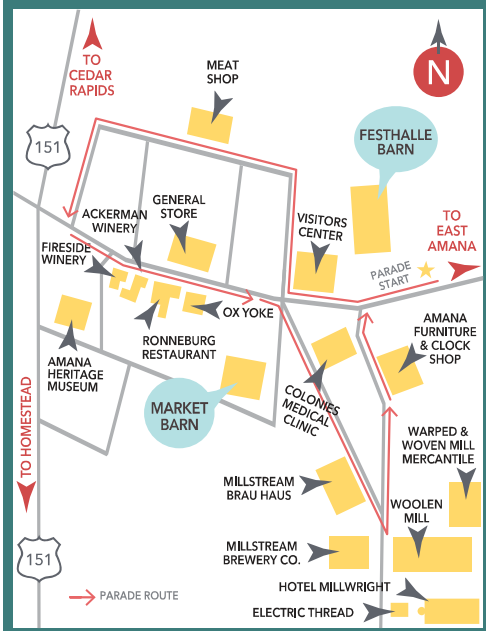 TO
CEDAR
RAPIDS
MEAT
SHOP
N
151
FESTHALLE
BARN
GENERAL
STORE
ACKERMAN
WINERY
VISITORS
CENTER
TO
EAST
AMANA
FIRESIDE
WINERY
PARADE
START
OX YOKE
RONNEBURG
RESTAURANT
AMANA
HERITAGE
MUSEUM
AMANA
FURNITURE
& CLOCK
SHOP
MARKET
BARN
COLONIES
MEDICAL
CLINIC
TO HOMESTEAD
WARPED &
WOVEN MILL
MERCANTILE
MILLSTREAM
BRAU HAUS
WOOLEN
MILL
151
MILLSTREAM
BREWERY CO.
HOTEL MILLWRIGHT
PARADE ROUTE
ELECTRIC THREAD